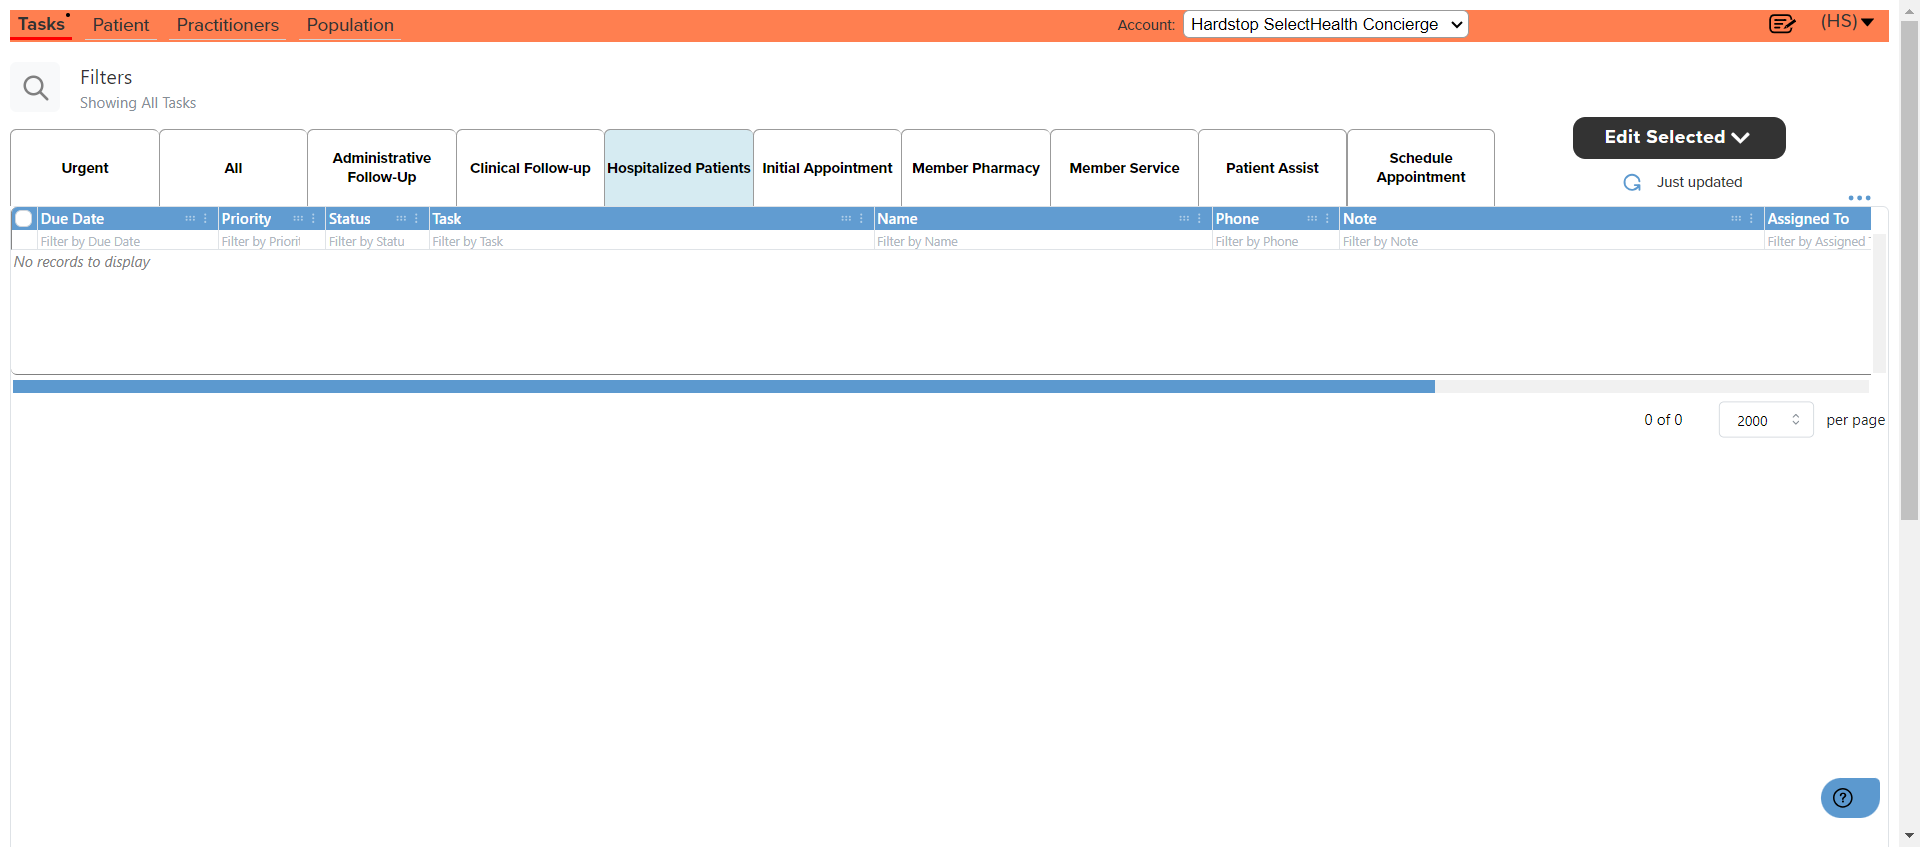 Tasks Patient Practitioners Population Account: Hardstop SelectHealth Concierge (HS)
Filters
Showing All Tasks
Urgent All Administrative Follow-Up Clinical Follow-up Hospitalized Patients Initial Appointment Member Pharmacy Member Service Patient Assist Schedule Appointment
Edit Selected
Just updated
Due Date Priority Status Task Name Phone Note Assigned To
Filter by Due Date Filter by Priorit Filter by Statu Filter by Task Filter by Name Filter by Phone Filter by Note Filter by Assigned
No records to display
0 of 0 2000 per page